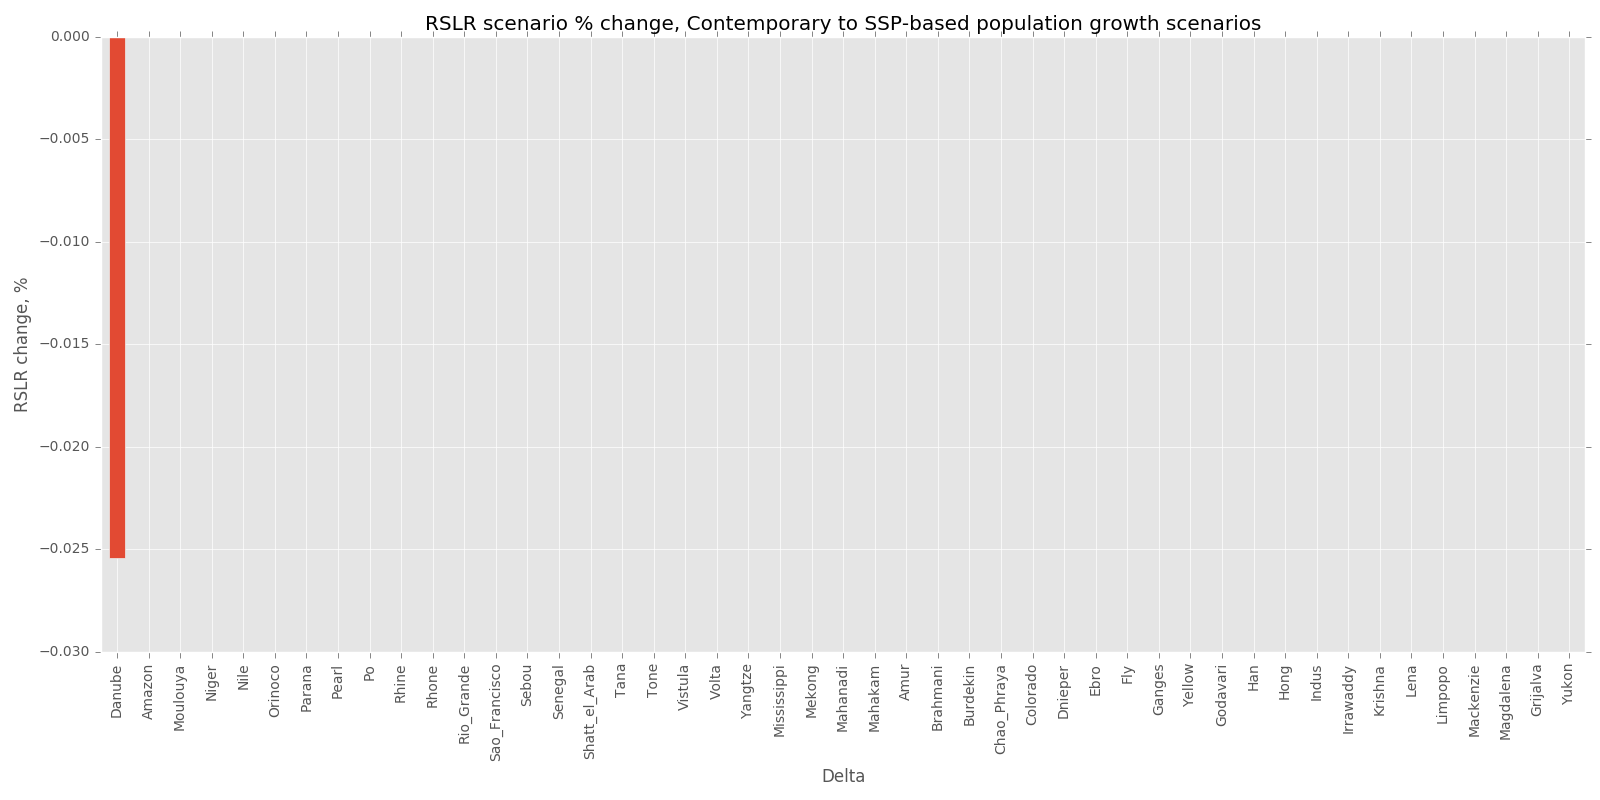 RSLR scenario % change, Contemporary to SSP-based population growth scenarios
0.000
−0.005
−0.010
−0.015
−0.020
−0.025
−0.030
RSLR change, %
Danube
Amazon
Moulouya
Niger
Nile
Orinoco
Parana
Pearl
Po
Rhine
Rhone
Rio_Grande
Sao_Francisco
Sebou
Senegal
Shatt_el_Arab
Tana
Tone
Vistula
Volta
Yangtze
Mississippi
Mekong
Mahanadi
Mahakam
Amur
Brahmani
Burdekin
Chao_Phraya
Colorado
Dnieper
Ebro
Fly
Ganges
Yellow
Godavari
Han
Hong
Indus
Irrawaddy
Krishna
Lena
Limpopo
Mackenzie
Magdalena
Grijalva
Yukon
Delta